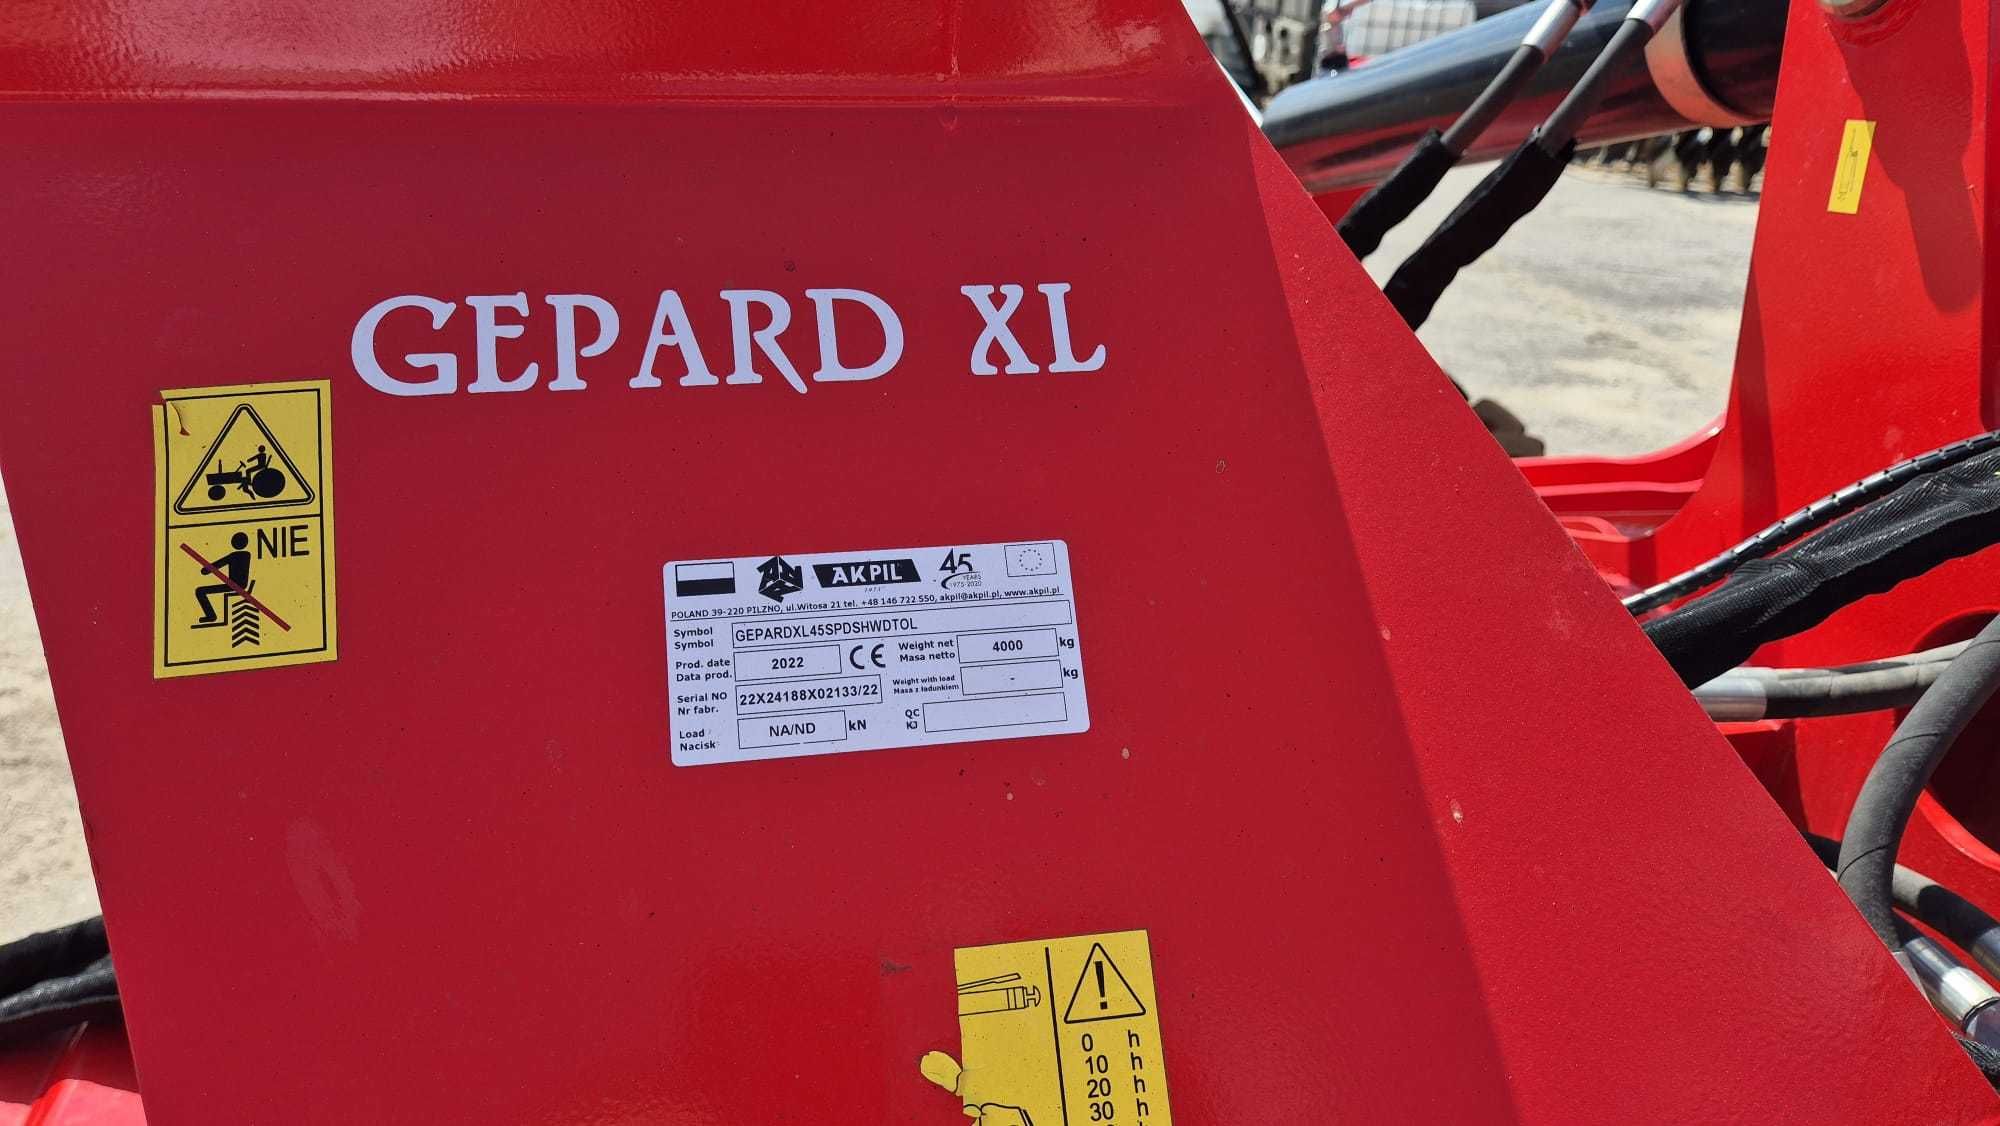 GEPARD XL
NIE
AKPIL
1975
45
YEARS
1975-2020
POLAND 39-220 PILZNO, ul.Witosa 21 tel. +48 146 722 550, akpil@akpil.pl, www.akpil.pl
Symbol GEPARDXL45SPDSHWDTOL
Symbol
Prod. date 2022 CE Weight net 4000 kg
Data prod. Masa netto
Serial NO 22X24188X02133/22 Weight with load - kg
Nr fabr. Masa z ładunkiem
Load NA/ND kN QC
Nacisk KJ
!
0 h
10 h
20 h
30 h